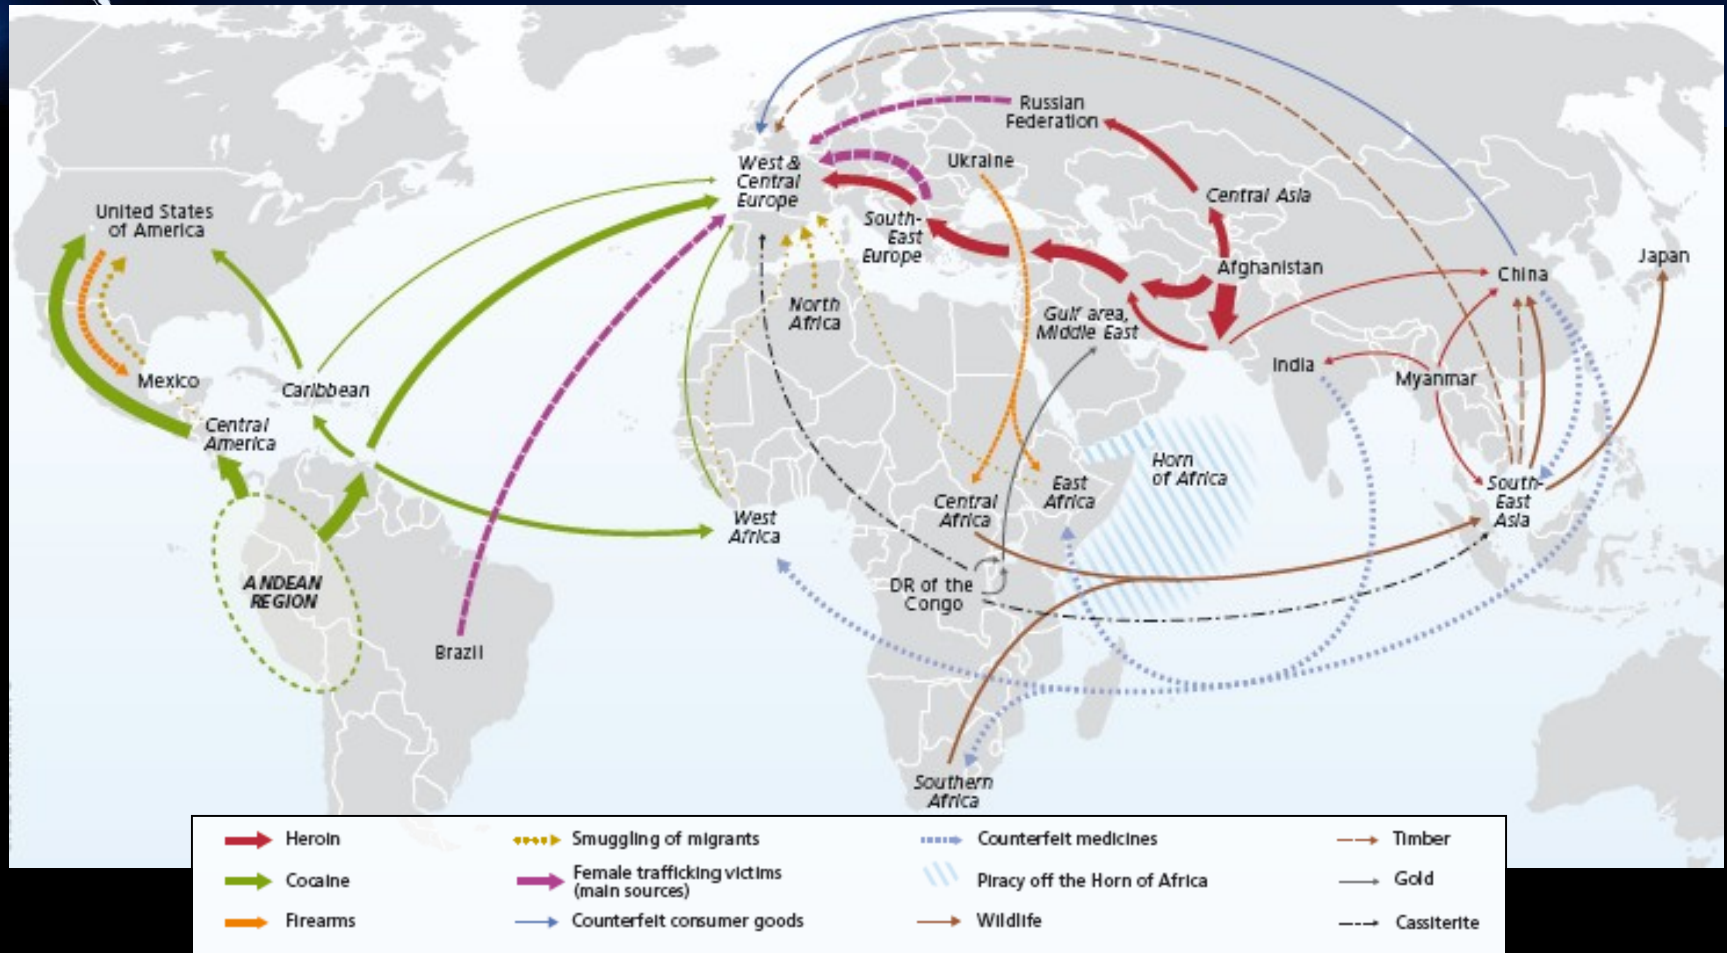 Russian
Federation
West &
Central
Europe
Ukraine
Central Asia
United States
of America
South-
East
Europe
Afghanistan
Japan
China
North
Africa
Gulf area,
Middle East
India
Myanmar
Mexico
Caribbean
Central
America
Horn
of Africa
Central
Africa
East
Africa
South-
East
Asia
West
Africa
ANDEAN
REGION
DR of the
Congo
Brazil
Southern
Africa
Heroin
Cocaine
Firearms
Smuggling of migrants
Female trafficking victims
(main sources)
Counterfeit consumer goods
Counterfeit medicines
Piracy off the Horn of Africa
Wildlife
Timber
Gold
Cassiterite